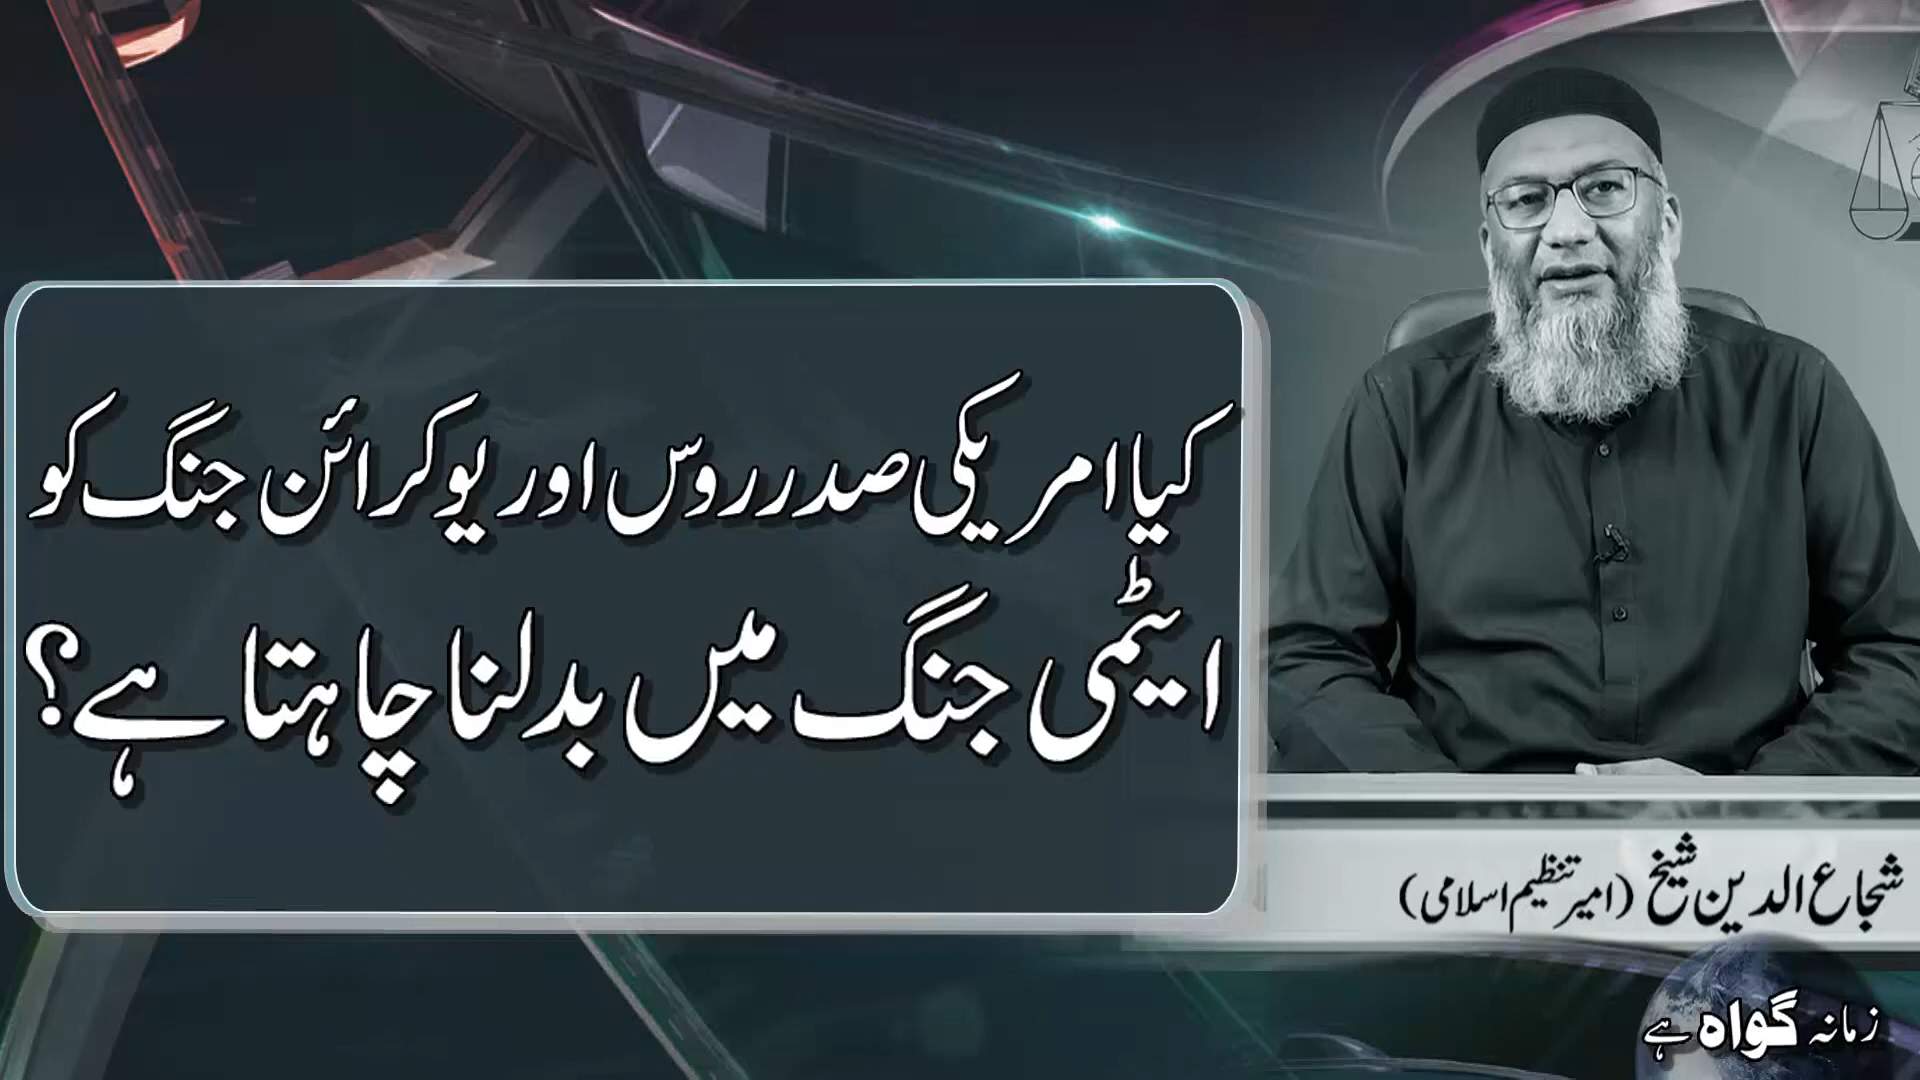 کیا امریکی صدر روس اور یوکرائن جنگ کو
ایٹمی جنگ میں بدلنا چاہتا ہے؟
شجاع الدین شیخ (امیر تنظیم اسلامی)
زمانہ گواہ ہے